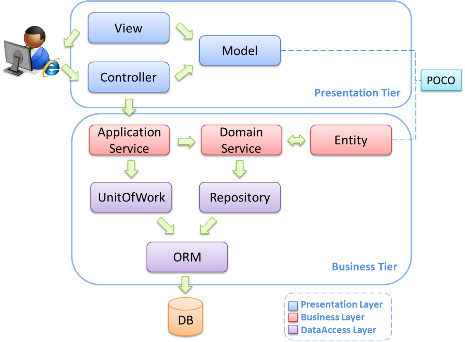 View
Model
POCO
Controller
Presentation Tier
Application
Service
Domain
Service
Entity
UnitOfWork
Repository
ORM
Business Tier
DB
Presentation Layer
Business Layer
DataAccess Layer